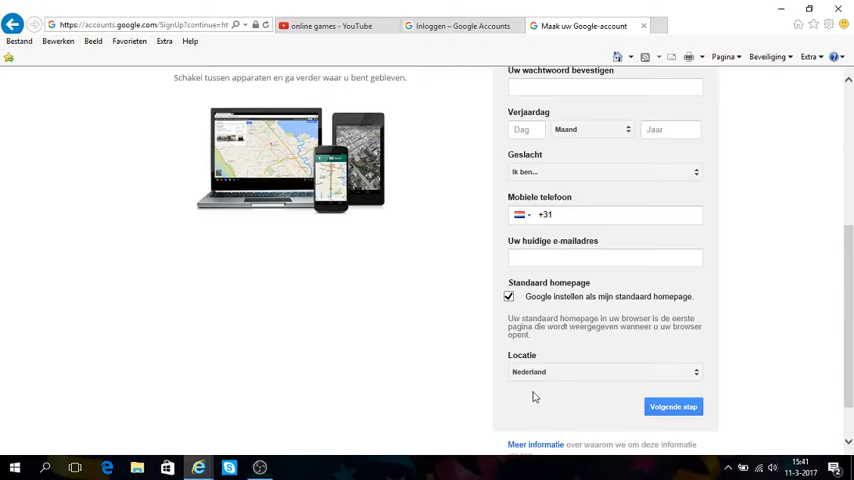 https://accounts.google.com/SignUp?continue=ht
online games - YouTube
Inloggen – Google Accounts
Maak uw Google-account
Bestand Bewerken Beeld Favorieten Extra Help
Pagina Beveiliging Extra
Schakel tussen apparaten en ga verder waar u bent gebleven.
Uw wachtwoord bevestigen
Verjaardag
Dag Maand Jaar
Geslacht
Ik ben...
Mobiele telefoon
+31
Uw huidige e-mailadres
Standaard homepage
Google instellen als mijn standaard homepage.
Uw standaard homepage in uw browser is de eerste
pagina die wordt weergegeven wanneer u uw browser
opent.
Locatie
Nederland
Volgende stap
Meer informatie over waarom we om deze informatie
15:41
11-3-2017
2